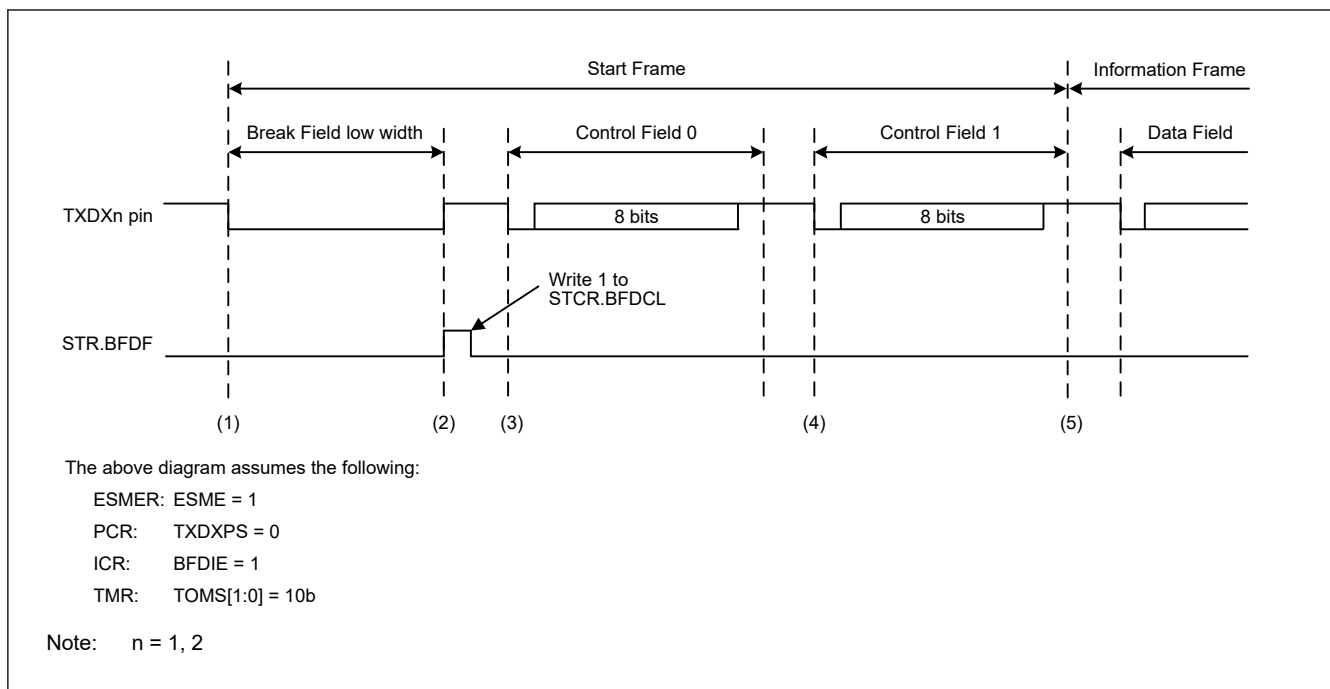 Start Frame
Information Frame
Break Field low width
Control Field 0
Control Field 1
Data Field
TXDXn pin
8 bits
8 bits
Write 1 to
STCR.BFDCL
STR.BFDF
(1)
(2)
(3)
(4)
(5)
The above diagram assumes the following:
ESMER: ESME = 1
PCR: TXDXPS = 0
ICR: BFDIE = 1
TMR: TOMS[1:0] = 10b
Note: n = 1, 2